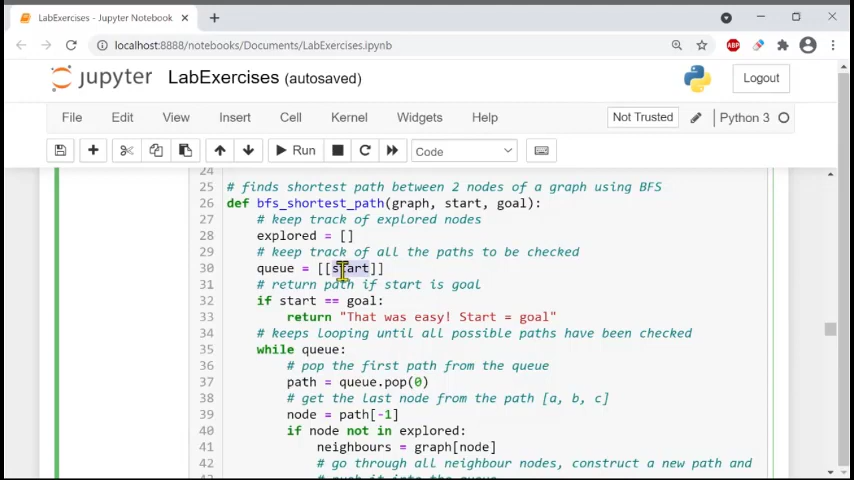 LabExercises - Jupyter Notebook
localhost:8888/notebooks/Documents/LabExercises.ipynb
ABP
jupyter LabExercises (autosaved)
Logout
File Edit View Insert Cell Kernel Widgets Help
Not Trusted
Python 3
Run
Code
24
25 # finds shortest path between 2 nodes of a graph using BFS
26 def bfs_shortest_path(graph, start, goal):
27 # keep track of explored nodes
28 explored = []
29 # keep track of all the paths to be checked
30 queue = [[start]]
31 # return path if start is goal
32 if start == goal:
33 return "That was easy! Start = goal"
34 # keeps looping until all possible paths have been checked
35 while queue:
36 # pop the first path from the queue
37 path = queue.pop(0)
38 # get the last node from the path [a, b, c]
39 node = path[-1]
40 if node not in explored:
41 neighbours = graph[node]
42 # go through all neighbour nodes, construct a new path and